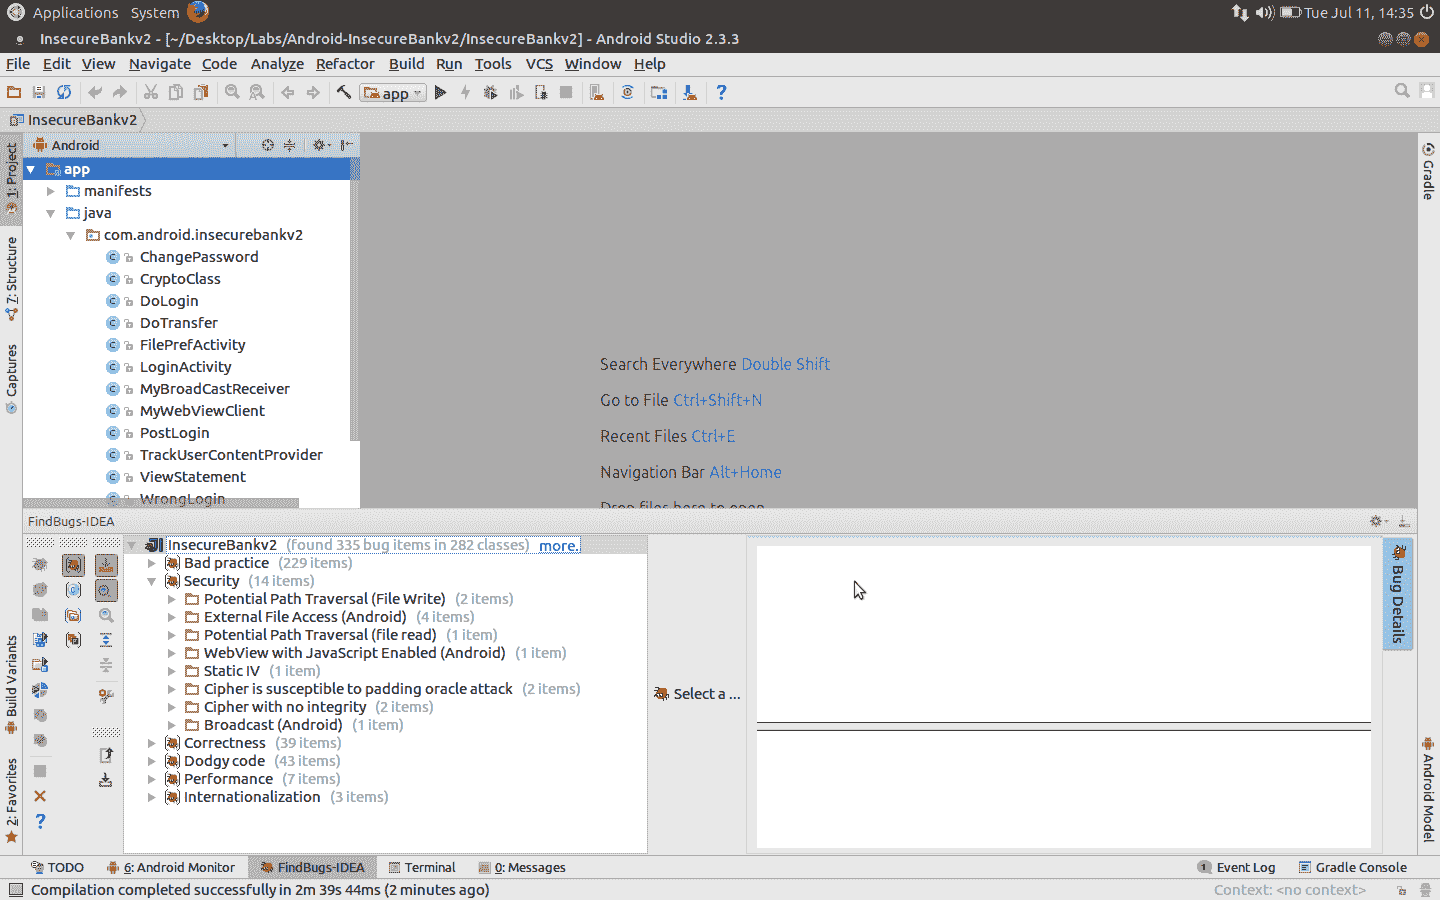 Applications System
Tue Jul 11, 14:35
InsecureBankv2 - [~/Desktop/Labs/Android-InsecureBankv2/InsecureBankv2] - Android Studio 2.3.3
File Edit View Navigate Code Analyze Refactor Build Run Tools VCS Window Help
app
InsecureBankv2
Android
app
manifests
java
com.android.insecurebankv2
ChangePassword
CryptoClass
DoLogin
DoTransfer
FilePrefActivity
LoginActivity
MyBroadCastReceiver
MyWebViewClient
PostLogin
TrackUserContentProvider
ViewStatement
WrongLogin
1: Project
7: Structure
Captures
Build Variants
2: Favorites
Search Everywhere Double Shift
Go to File Ctrl+Shift+N
Recent Files Ctrl+E
Navigation Bar Alt+Home
Drop files here to open
Gradle
Android Model
FindBugs-IDEA
InsecureBankv2 (found 335 bug items in 282 classes) more.
Bad practice (229 items)
Security (14 items)
Potential Path Traversal (File Write) (2 items)
External File Access (Android) (4 items)
Potential Path Traversal (file read) (1 item)
WebView with JavaScript Enabled (Android) (1 item)
Static IV (1 item)
Cipher is susceptible to padding oracle attack (2 items)
Cipher with no integrity (2 items)
Broadcast (Android) (1 item)
Correctness (39 items)
Dodgy code (43 items)
Performance (7 items)
Internationalization (3 items)
Select a ...
Bug Details
TODO 6: Android Monitor FindBugs-IDEA Terminal 0: Messages
1 Event Log Gradle Console
Compilation completed successfully in 2m 39s 44ms (2 minutes ago)
Context: <no context>